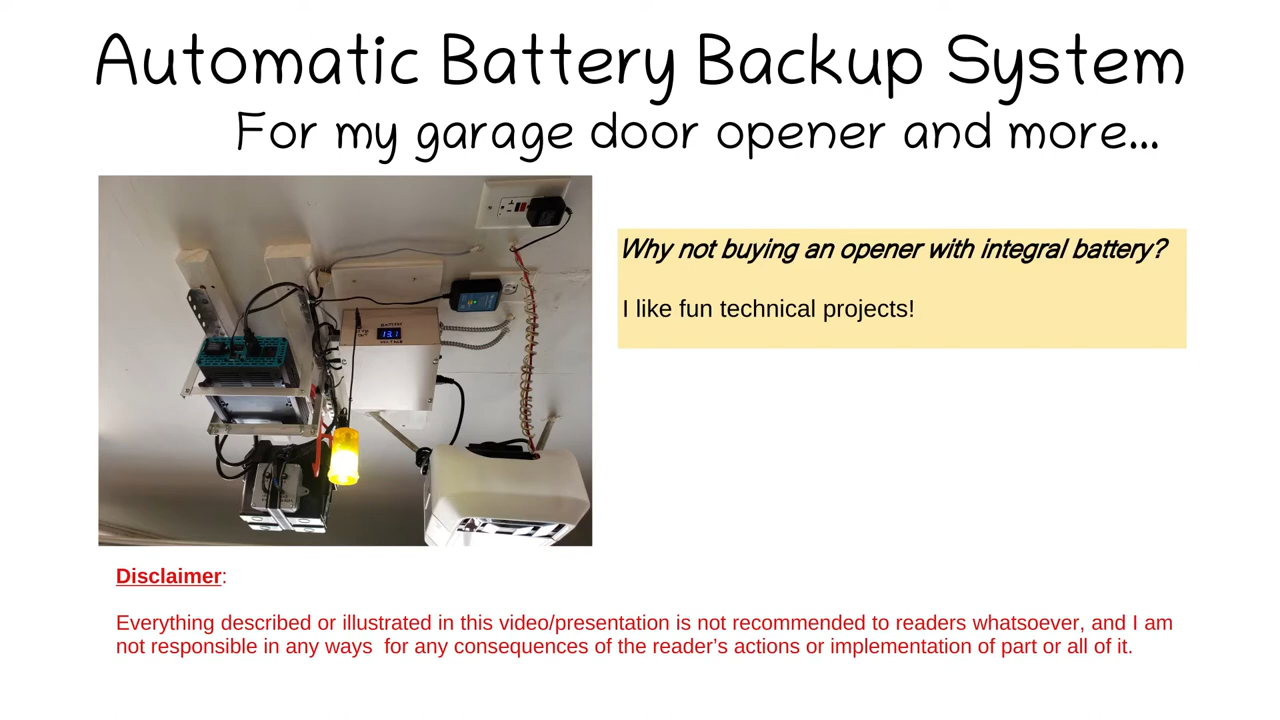 Automatic Battery Backup System
For my garage door opener and more...
Why not buying an opener with integral battery?
I like fun technical projects!
13.1
Disclaimer:
Everything described or illustrated in this video/presentation is not recommended to readers whatsoever, and I am
not responsible in any ways  for any consequences of the reader’s actions or implementation of part or all of it.